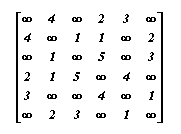 ∞ 4 ∞ 2 3 ∞
4 ∞ 1 1 ∞ 2
∞ 1 ∞ 5 ∞ 3
2 1 5 ∞ 4 ∞
3 ∞ ∞ 4 ∞ 1
∞ 2 3 ∞ 1 ∞